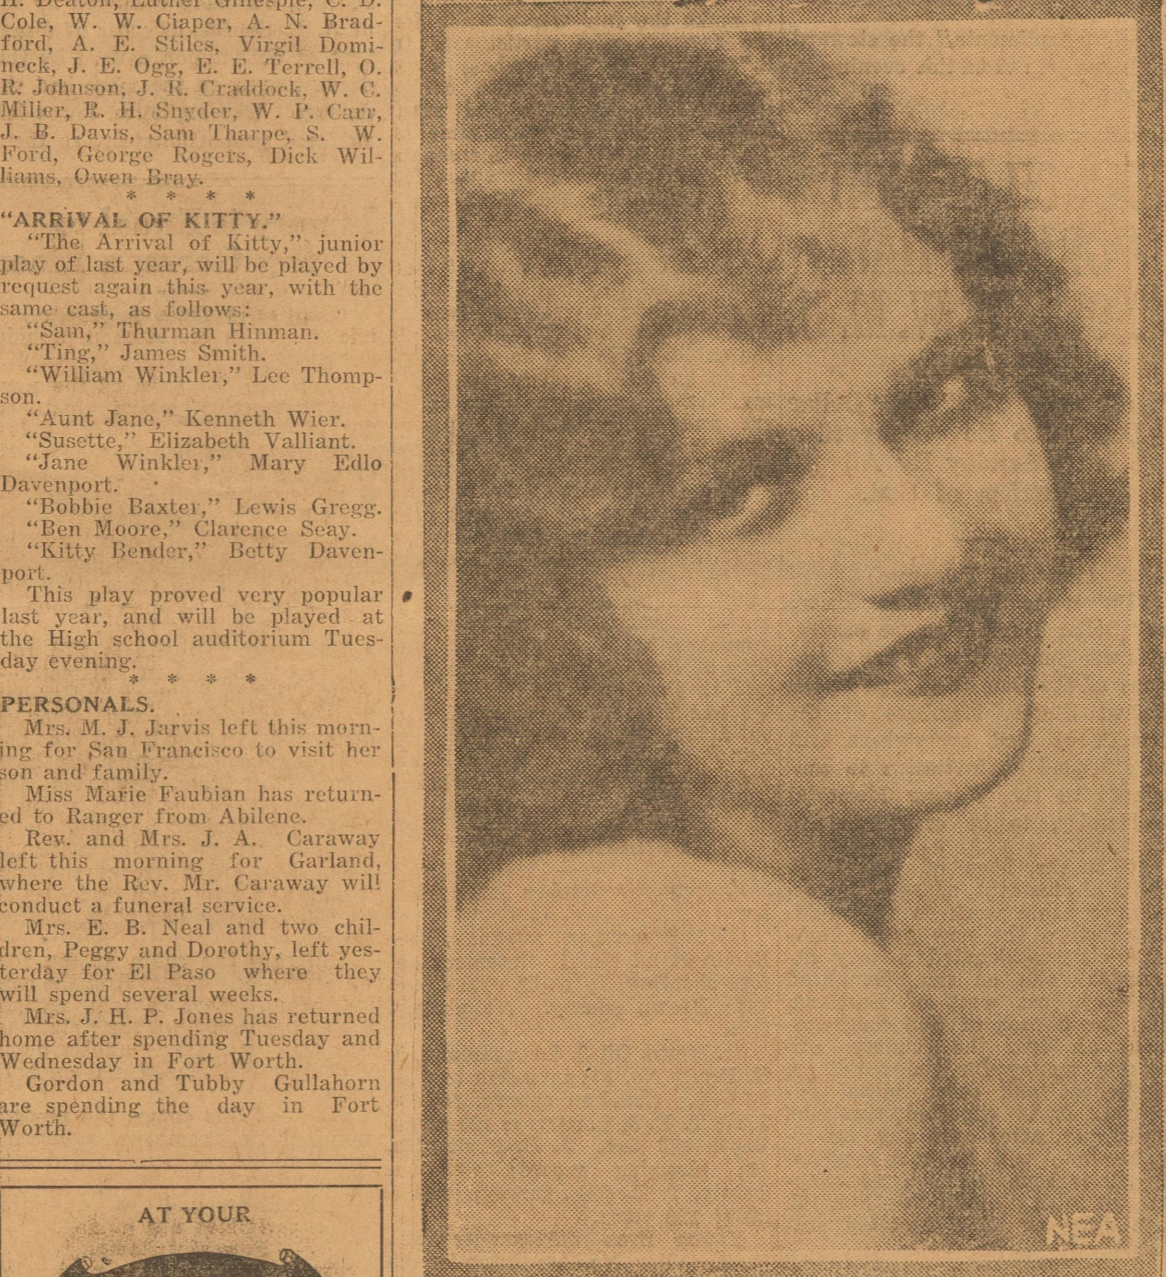 H. Deaton, Luther Gillespie, C. D.
Cole, W. W. Ciaper, A. N. Brad-
ford, A. E. Stiles, Virgil Domi-
neck, J. E. Ogg, E. E. Terrell, O.
R. Johnson, J. R. Craddock, W. C.
Miller, R. H. Snyder, W. P. Carr,
J. B. Davis, Sam Tharpe, S. W.
Ford, George Rogers, Dick Wil-
liams, Owen Bray.
* * * *
"ARRIVAL OF KITTY."
"The Arrival of Kitty," junior
play of last year, will be played by
request again this year, with the
same cast, as follows:
"Sam," Thurman Hinman.
"Ting," James Smith.
"William Winkler," Lee Thomp-
son.
"Aunt Jane," Kenneth Wier.
"Susette," Elizabeth Valliant.
"Jane Winkler," Mary Edlo
Davenport.
"Bobbie Baxter," Lewis Gregg.
"Ben Moore," Clarence Seay.
"Kitty Bender," Betty Daven-
port.
This play proved very popular
last year, and will be played at
the High school auditorium Tues-
day evening.
* * * *
PERSONALS.
Mrs. M. J. Jarvis left this morn-
ing for San Francisco to visit her
son and family.
Miss Marie Faubian has return-
ed to Ranger from Abilene.
Rev. and Mrs. J. A. Caraway
left this morning for Garland,
where the Rev. Mr. Caraway will
conduct a funeral service.
Mrs. E. B. Neal and two chil-
dren, Peggy and Dorothy, left yes-
terday for El Paso where they
will spend several weeks.
Mrs. J. H. P. Jones has returned
home after spending Tuesday and
Wednesday in Fort Worth.
Gordon and Tubby Gullahorn
are spending the day in Fort
Worth.
AT YOUR
NEA